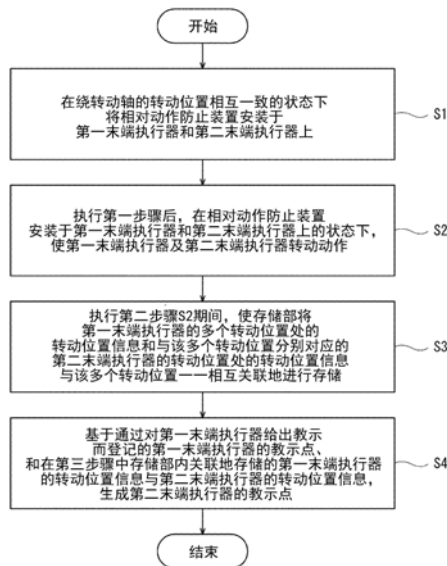 开始
在绕转动轴的转动位置相互一致的状态下
将相对动作防止装置安装于
第一末端执行器和第二末端执行器上
S1
执行第一步骤后，在相对动作防止装置
安装于第一末端执行器和第二末端执行器上的状态下，
使第一末端执行器及第二末端执行器转动动作
S2
执行第二步骤S2期间，使存储部将
第一末端执行器的多个转动位置处的
转动位置信息和与该多个转动位置分别对应的
第二末端执行器的转动位置处的转动位置信息
与该多个转动位置一一相互关联地进行存储
S3
基于通过对第一末端执行器给出教示
而登记的第一末端执行器的教示点、
和在第三步骤中存储部内关联地存储的第一末端执行器
的转动位置信息与第二末端执行器的转动位置信息，
生成第二末端执行器的教示点
S4
结束